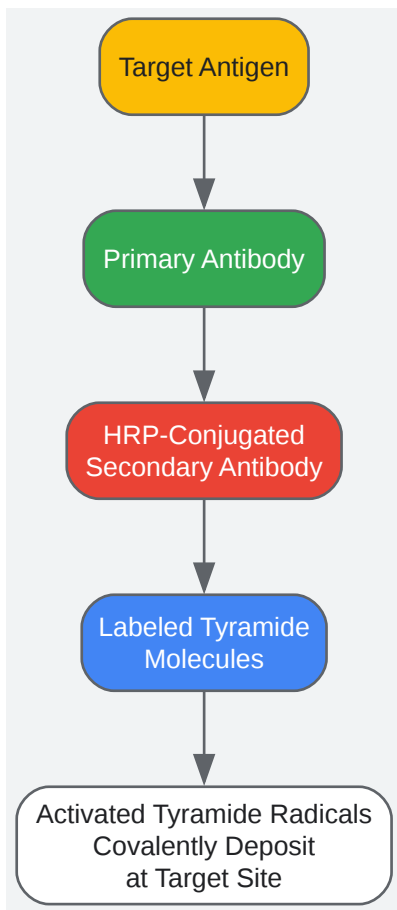 Target Antigen
Primary Antibody
HRP-Conjugated
Secondary Antibody
Labeled Tyramide
Molecules
Activated Tyramide Radicals
Covalently Deposit
at Target Site